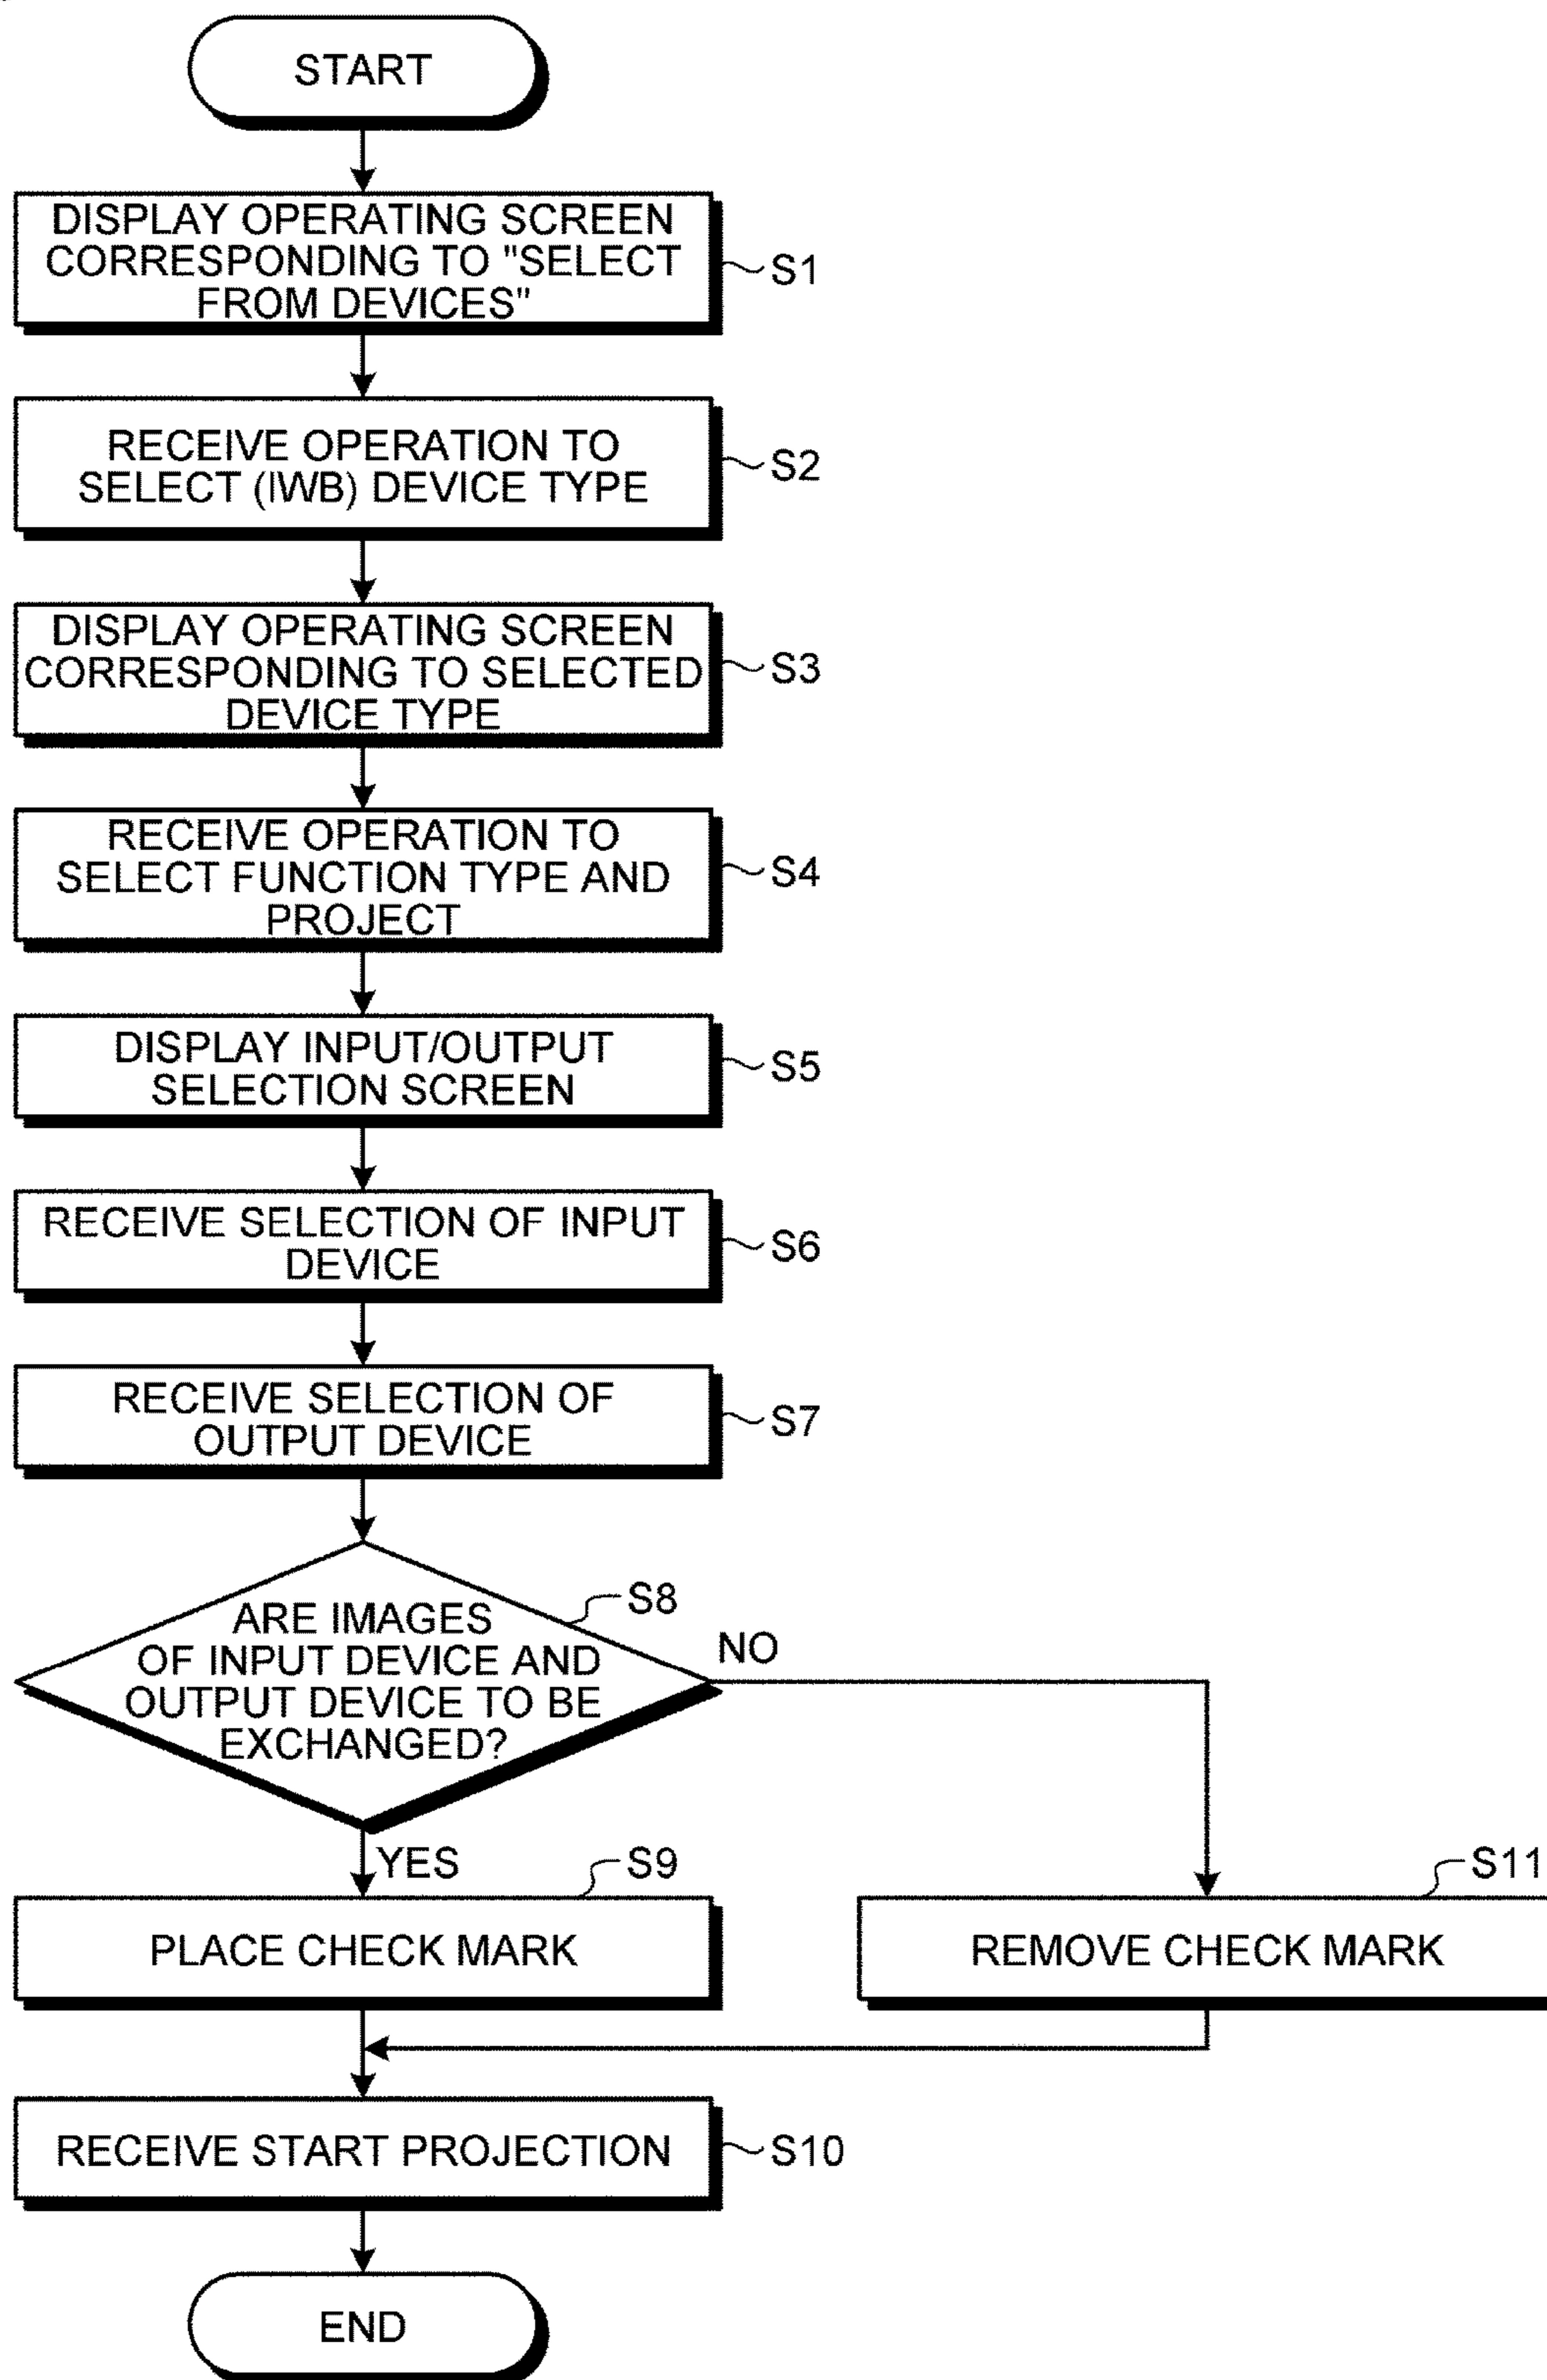 START
DISPLAY OPERATING SCREEN
CORRESPONDING TO "SELECT
FROM DEVICES"
S1
RECEIVE OPERATION TO
SELECT (IWB) DEVICE TYPE
S2
DISPLAY OPERATING SCREEN
CORRESPONDING TO SELECTED
DEVICE TYPE
S3
RECEIVE OPERATION TO
SELECT FUNCTION TYPE AND
PROJECT
S4
DISPLAY INPUT/OUTPUT
SELECTION SCREEN
S5
RECEIVE SELECTION OF INPUT
DEVICE
S6
RECEIVE SELECTION OF
OUTPUT DEVICE
S7
ARE IMAGES
OF INPUT DEVICE AND
OUTPUT DEVICE TO BE
EXCHANGED?
S8
NO
YES
S9
PLACE CHECK MARK
S11
REMOVE CHECK MARK
RECEIVE START PROJECTION
S10
END